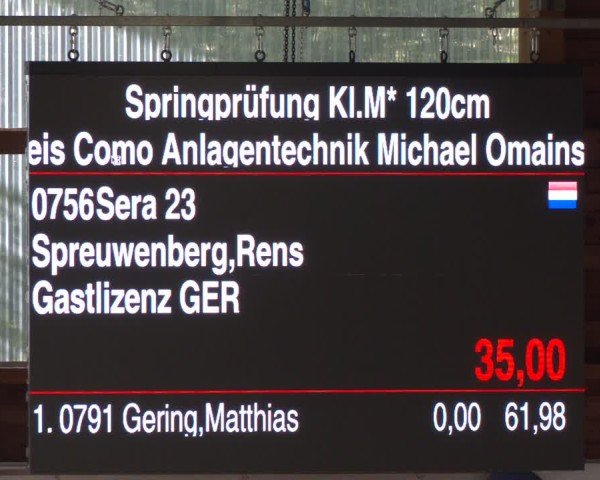 Springprüfung Kl.M* 120cm
eis Como Anlagentechnik Michael Omains
0756Sera 23
Spreuwenberg,Rens
Gastlizenz GER
35,00
1. 0791 Gering,Matthias 0,00 61,98